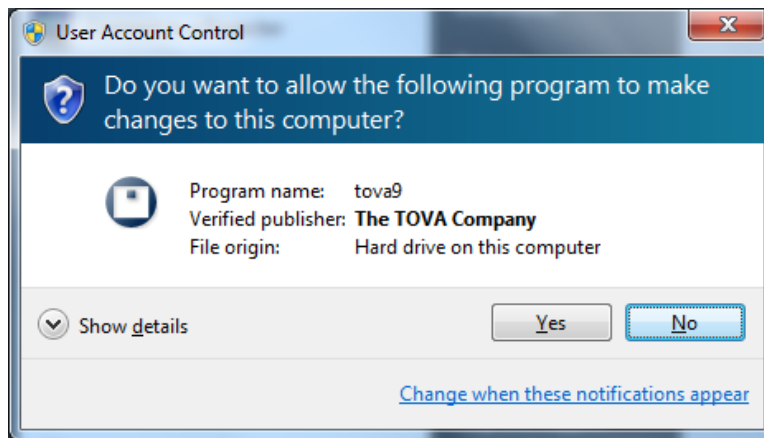 User Account Control
Do you want to allow the following program to make
changes to this computer?
Program name: tova9
Verified publisher: The TOVA Company
File origin: Hard drive on this computer
Show details
Yes
No
Change when these notifications appear